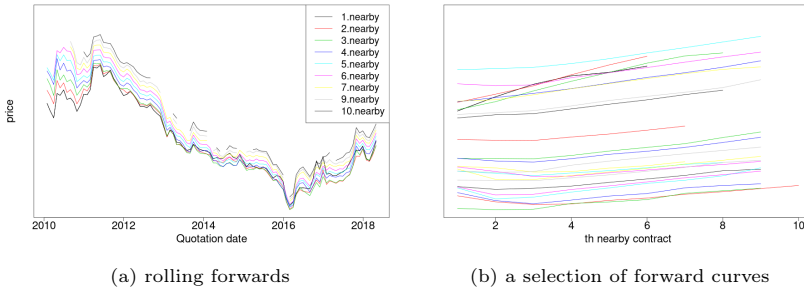 1.nearby
2.nearby
3.nearby
4.nearby
5.nearby
6.nearby
7.nearby
9.nearby
10.nearby
price
2010 2012 2014 2016 2018
Quotation date
2 4 6 8 10
th nearby contract
(a) rolling forwards
(b) a selection of forward curves